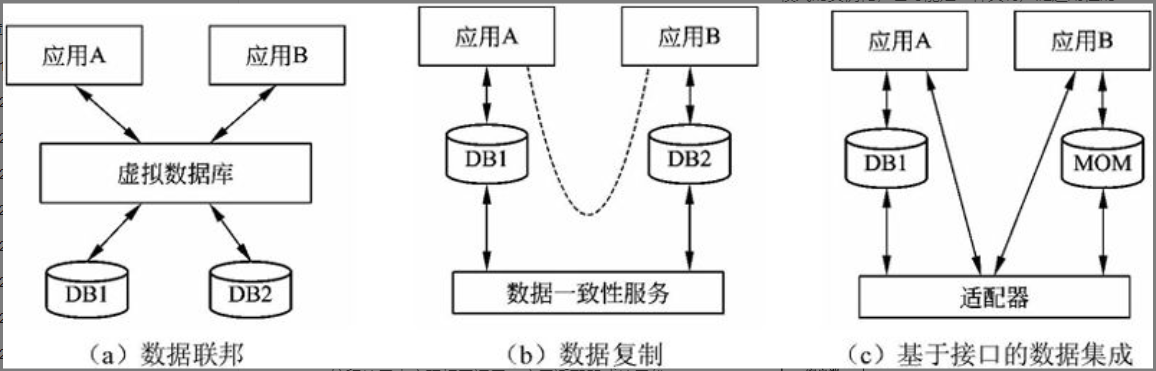 应用A
应用B
虚拟数据库
DB1
DB2
(a) 数据联邦
应用A
应用B
DB1
DB2
数据一致性服务
(b) 数据复制
应用A
应用B
DB1
MOM
适配器
(c) 基于接口的数据集成